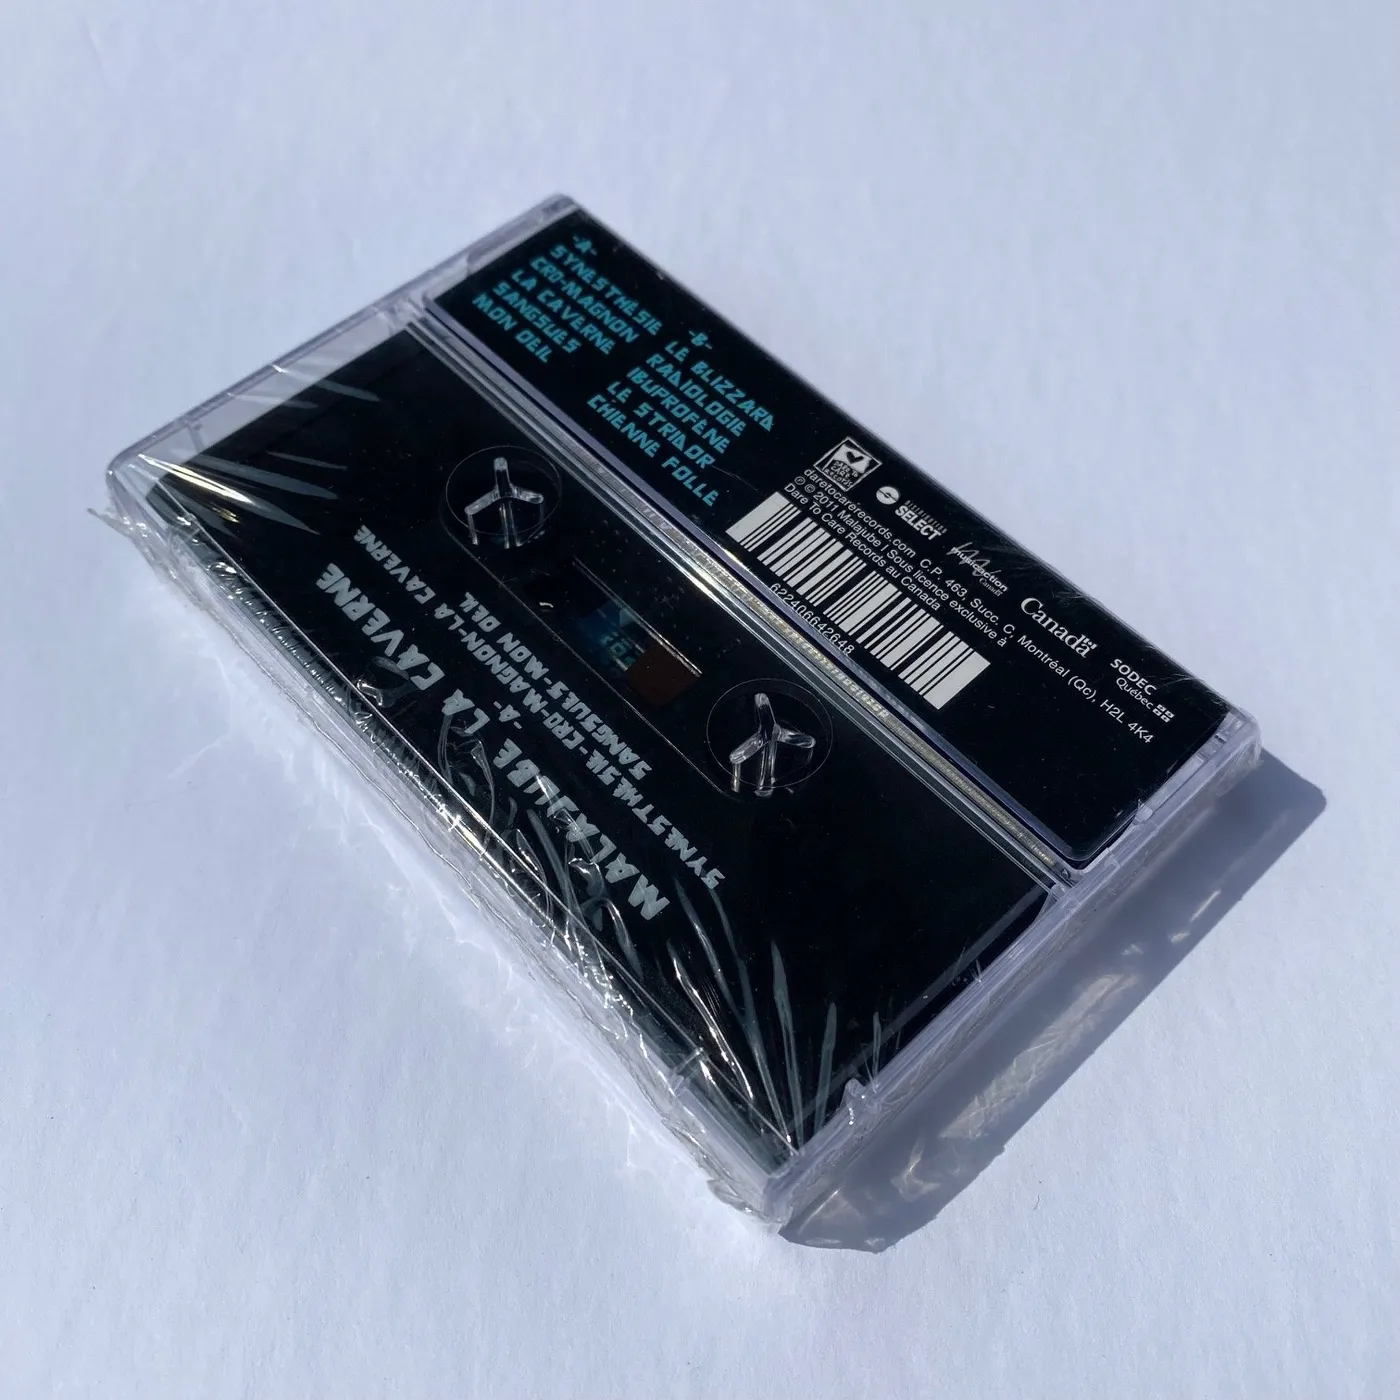 -A-
SYNESTHÉSIE
CRO-MAGNON
LA CAVERNE
SANGSUES
MON OEIL
-B-
LE BLIZZARD
RADIOLOGIE
IBUPROFÈNE
LE STRIDOR
CHIENNE FOLLE
SELECT
Canada
SODEC
Québec
daretocarerecords.com C.P. 463, Succ. C, Montréal (Qc), H2L 4K4
℗ © 2011 Malajube | Sous licence exclusive à
Dare To Care Records au Canada
622406642648
MALAJUBE LA CAVERNE
-A-
SYNESTHESIE-CRO-MAGNON-LA CAVERNE
SANGSUES-MON OEIL